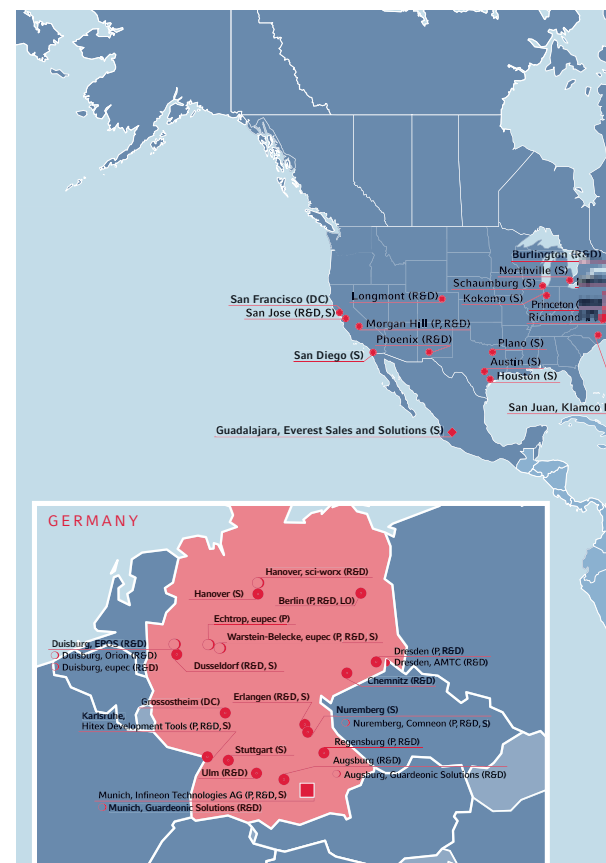 Burlington (R&D)
Northville (S)
Schaumburg (S)
Kokomo (S)
Princeton (
Richmond
San Francisco (DC)
San Jose (R&D, S)
Longmont (R&D)
Morgan Hill (P, R&D)
Phoenix (R&D)
San Diego (S)
Plano (S)
Austin (S)
Houston (S)
San Juan, Klamco
Guadalajara, Everest Sales and Solutions (S)
GERMANY
Hanover, sci-worx (R&D)
Hanover (S)
Berlin (P, R&D, LO)
Echtrop, eupec (P)
Warstein-Belecke, eupec (P, R&D, S)
Duisburg, EPOS (R&D)
Duisburg, Orion (R&D)
Duisburg, eupec (R&D)
Dusseldorf (R&D, S)
Dresden (P, R&D)
Dresden, AMTC (R&D)
Chemnitz (R&D)
Grossostheim (DC)
Erlangen (R&D, S)
Karlsruhe,
Hitex Development Tools (P, R&D, S)
Nuremberg (S)
Nuremberg, Comneon (P, R&D, S)
Stuttgart (S)
Regensburg (P, R&D)
Ulm (R&D)
Augsburg (R&D)
Augsburg, Guardeonic Solutions (R&D)
Munich, Infineon Technologies AG (P, R&D, S)
Munich, Guardeonic Solutions (R&D)